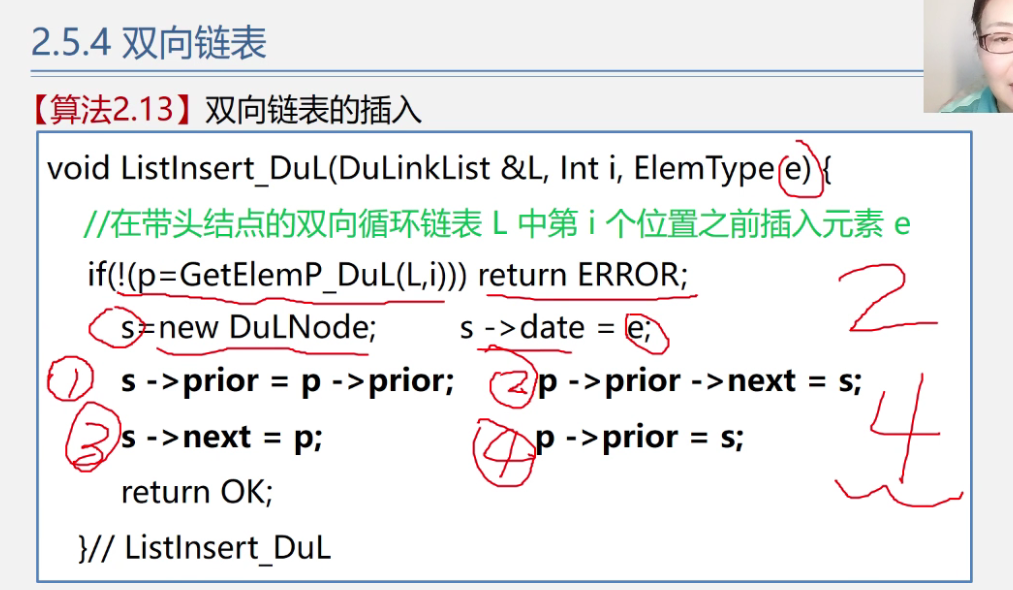 2.5.4 双向链表
【算法2.13】双向链表的插入
void ListInsert_DuL(DuLinkList &L, Int i, ElemType e) {
//在带头结点的双向循环链表 L 中第 i 个位置之前插入元素 e
if(!(p=GetElemP_DuL(L,i))) return ERROR;
2
s=new DuLNode; s ->date = e;
① s ->prior = p ->prior; ② p ->prior ->next = s;
③ s ->next = p; ④ p ->prior = s;
4
return OK;
}// ListInsert_DuL